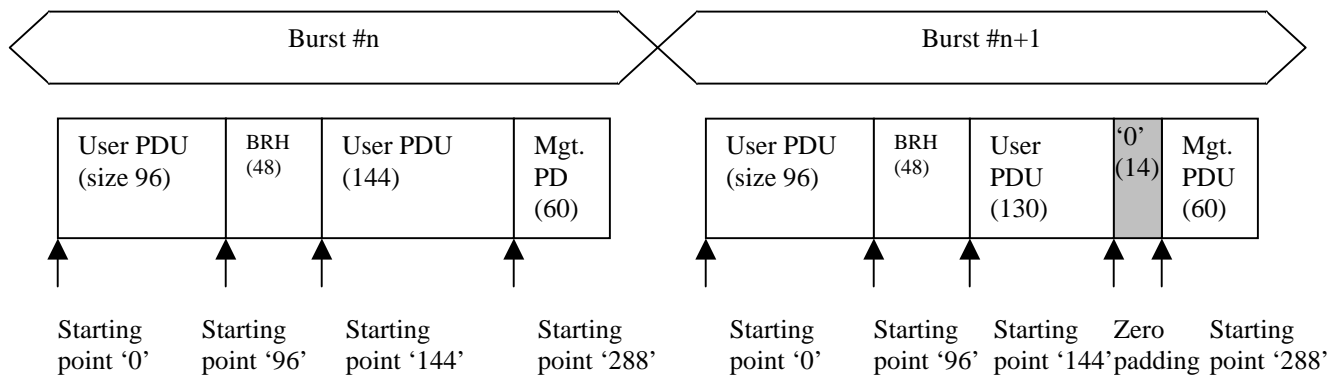 Burst #n
Burst #n+1
User PDU
(size 96)
BRH
(48)
User PDU
(144)
Mgt.
PD
(60)
User PDU
(size 96)
BRH
(48)
User
PDU
(130)
‘0’
(14)
Mgt.
PDU
(60)
Starting
point ‘0’
Starting
point ‘96’
Starting
point ‘144’
Starting
point ‘288’
Starting
point ‘0’
Starting
point ‘96’
Starting
point ‘144’
Zero
padding
Starting
point ‘288’